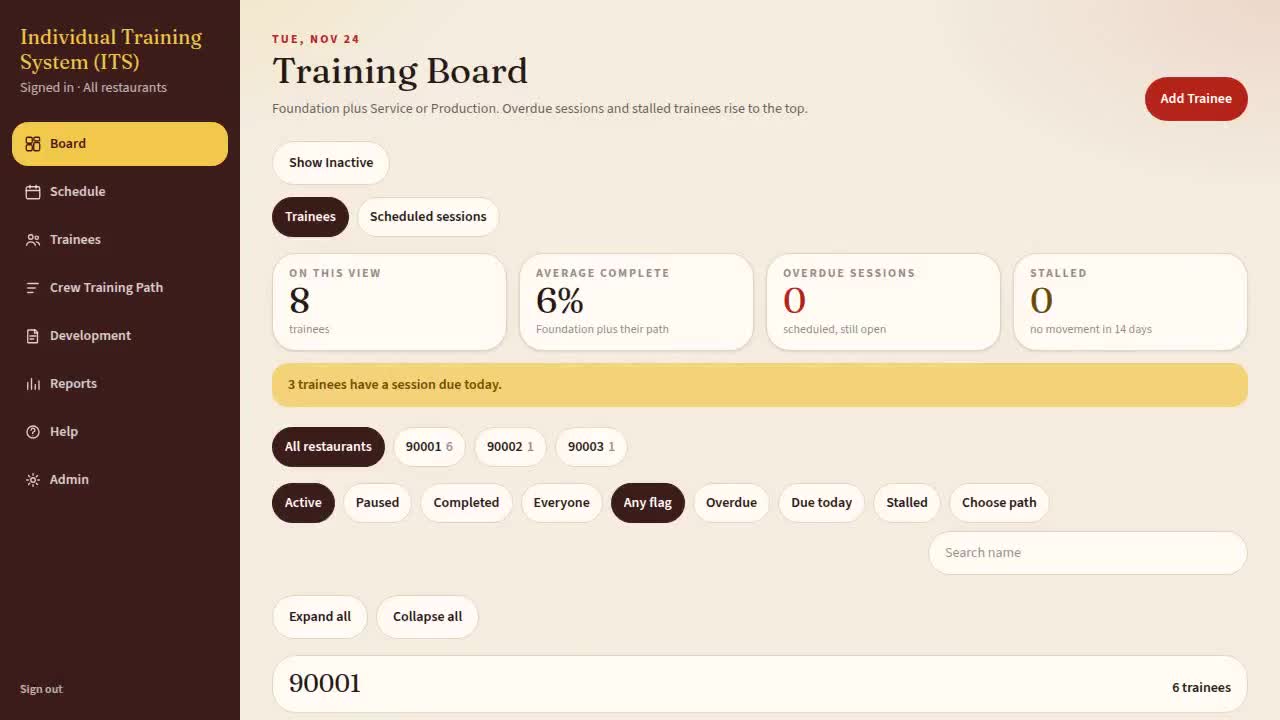 Individual Training
System (ITS)
Signed in · All restaurants
Board
Schedule
Trainees
Crew Training Path
Development
Reports
Help
Admin
Sign out
TUE, NOV 24
Training Board
Foundation plus Service or Production. Overdue sessions and stalled trainees rise to the top.
Add Trainee
Show Inactive
Trainees
Scheduled sessions
ON THIS VIEW
8
trainees
AVERAGE COMPLETE
6%
Foundation plus their path
OVERDUE SESSIONS
0
scheduled, still open
STALLED
0
no movement in 14 days
3 trainees have a session due today.
All restaurants
90001 6
90002 1
90003 1
Active
Paused
Completed
Everyone
Any flag
Overdue
Due today
Stalled
Choose path
Search name
Expand all
Collapse all
90001
6 trainees